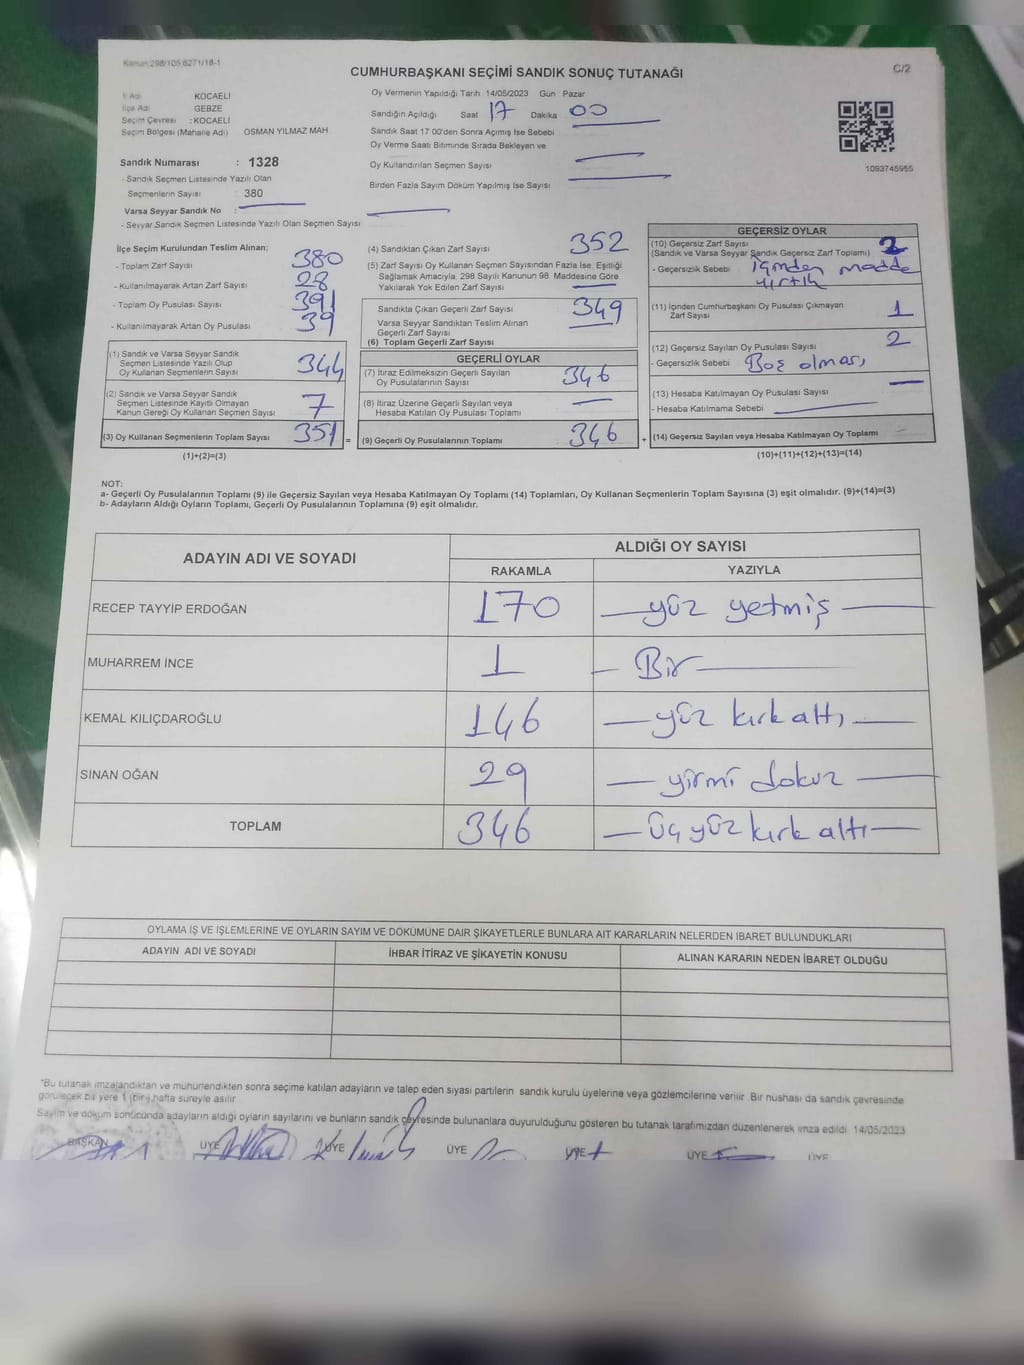 Kanun:298/105,6271/18-1
CUMHURBAŞKANI SEÇİMİ SANDIK SONUÇ TUTANAĞI
C/2
İl Adı KOCAELİ
İlçe Adı GEBZE
Seçim Çevresi : KOCAELİ
Seçim Bölgesi (Mahalle Adı) OSMAN YILMAZ MAH
Sandık Numarası : 1328
- Sandık Seçmen Listesinde Yazılı Olan
Seçmenlerin Sayısı : 380
Varsa Seyyar Sandık No :
- Seyyar Sandık Seçmen Listesinde Yazılı Olan Seçmen Sayısı
Oy Vermenin Yapıldığı Tarih 14/05/2023 Gün Pazar
Sandığın Açıldığı Saat 17 Dakika 00
Sandık Saat 17 00'den Sonra Açımış İse Sebebi
Oy Verme Saati Bitiminde Sırada Bekleyen ve
Oy Kullandırılan Seçmen Sayısı
Birden Fazla Sayım Döküm Yapılmış İse Sayısı
1093745955
İlçe Seçim Kurulundan Teslim Alınan;
- Toplam Zarf Sayısı 380
- Kullanılmayarak Artan Zarf Sayısı 28
- Toplam Oy Pusulası Sayısı 391
- Kullanılmayarak Artan Oy Pusulası 39
(1) Sandık ve Varsa Seyyar Sandık
Seçmen Listesinde Yazılı Olup
Oy Kullanan Seçmenlerin Sayısı 344
(2) Sandık ve Varsa Seyyar Sandık
Seçmen Listesinde Kayıtlı Olmayan
Kanun Gereği Oy Kullanan Seçmen Sayısı 7
(3) Oy Kullanan Seçmenlerin Toplam Sayısı 351 =
(1)+(2)=(3)
(4) Sandıktan Çıkan Zarf Sayısı 352
(5) Zarf Sayısı Oy Kullanan Seçmen Sayısından Fazla İse, Eşitliği
Sağlamak Amacıyla, 298 Sayılı Kanunun 98. Maddesine Göre
Yakılarak Yok Edilen Zarf Sayısı
Sandıkta Çıkan Geçerli Zarf Sayısı 349
Varsa Seyyar Sandıktan Teslim Alınan
Geçerli Zarf Sayısı
(6) Toplam Geçerli Zarf Sayısı
GEÇERLİ OYLAR
(7) İtiraz Edilmeksizin Geçerli Sayılan
Oy Pusulalarının Sayısı 346
(8) İtiraz Üzerine Geçerli Sayılan veya
Hesaba Katılan Oy Pusulası Toplamı
(9) Geçerli Oy Pusulalarının Toplamı 346 +
GEÇERSİZ OYLAR
(10) Geçersiz Zarf Sayısı 2
(Sandık ve Varsa Seyyar Sandık Geçersiz Zarf Toplamı)
- Geçersizlik Sebebi içinden madde
yırtık
(11) İçinden Cumhurbaşkanı Oy Pusulası Çıkmayan
Zarf Sayısı 1
(12) Geçersiz Sayılan Oy Pusulası Sayısı 2
- Geçersizlik Sebebi Boş olması
(13) Hesaba Katılmayan Oy Pusulası Sayısı
- Hesaba Katılmama Sebebi
(14) Geçersiz Sayılan veya Hesaba Katılmayan Oy Toplamı
(10)+(11)+(12)+(13)=(14)
NOT:
a- Geçerli Oy Pusulalarının Toplamı (9) ile Geçersiz Sayılan veya Hesaba Katılmayan Oy Toplamı (14) Toplamları, Oy Kullanan Seçmenlerin Toplam Sayısına (3) eşit olmalıdır. (9)+(14)=(3)
b- Adayların Aldığı Oyların Toplamı, Geçerli Oy Pusulalarının Toplamına (9) eşit olmalıdır.
ADAYIN ADI VE SOYADI ALDIĞI OY SAYISI
RAKAMLA YAZIYLA
RECEP TAYYİP ERDOĞAN 170 yüz yetmiş
MUHARREM İNCE 1 Bir
KEMAL KILIÇDAROĞLU 146 yüz kırk altı
SİNAN OĞAN 29 yirmi dokuz
TOPLAM 346 üç yüz kırk altı
OYLAMA İŞ VE İŞLEMLERİNE VE OYLARIN SAYIM VE DÖKÜMÜNE DAİR ŞİKAYETLERLE BUNLARA AİT KARARLARIN NELERDEN İBARET BULUNDUKLARI
ADAYIN ADI VE SOYADI İHBAR İTİRAZ VE ŞİKAYETİN KONUSU ALINAN KARARIN NEDEN İBARET OLDUĞU
*Bu tutanak imzalandıktan ve mühürlendikten sonra seçime katılan adayların ve talep eden siyasi partilerin sandık kurulu üyelerine veya gözlemcilerine verilir. Bir nüshası da sandık çevresinde
görülecek bir yere 1 (bir) hafta süreyle asılır
Sayım ve döküm sonucunda adayların aldığı oyların sayılarını ve bunların sandık çevresinde bulunanlara duyurulduğunu gösteren bu tutanak tarafımızdan düzenlenerek imza edildi. 14/05/2023
BAŞKAN ÜYE ÜYE ÜYE ÜYE ÜYE ÜYE